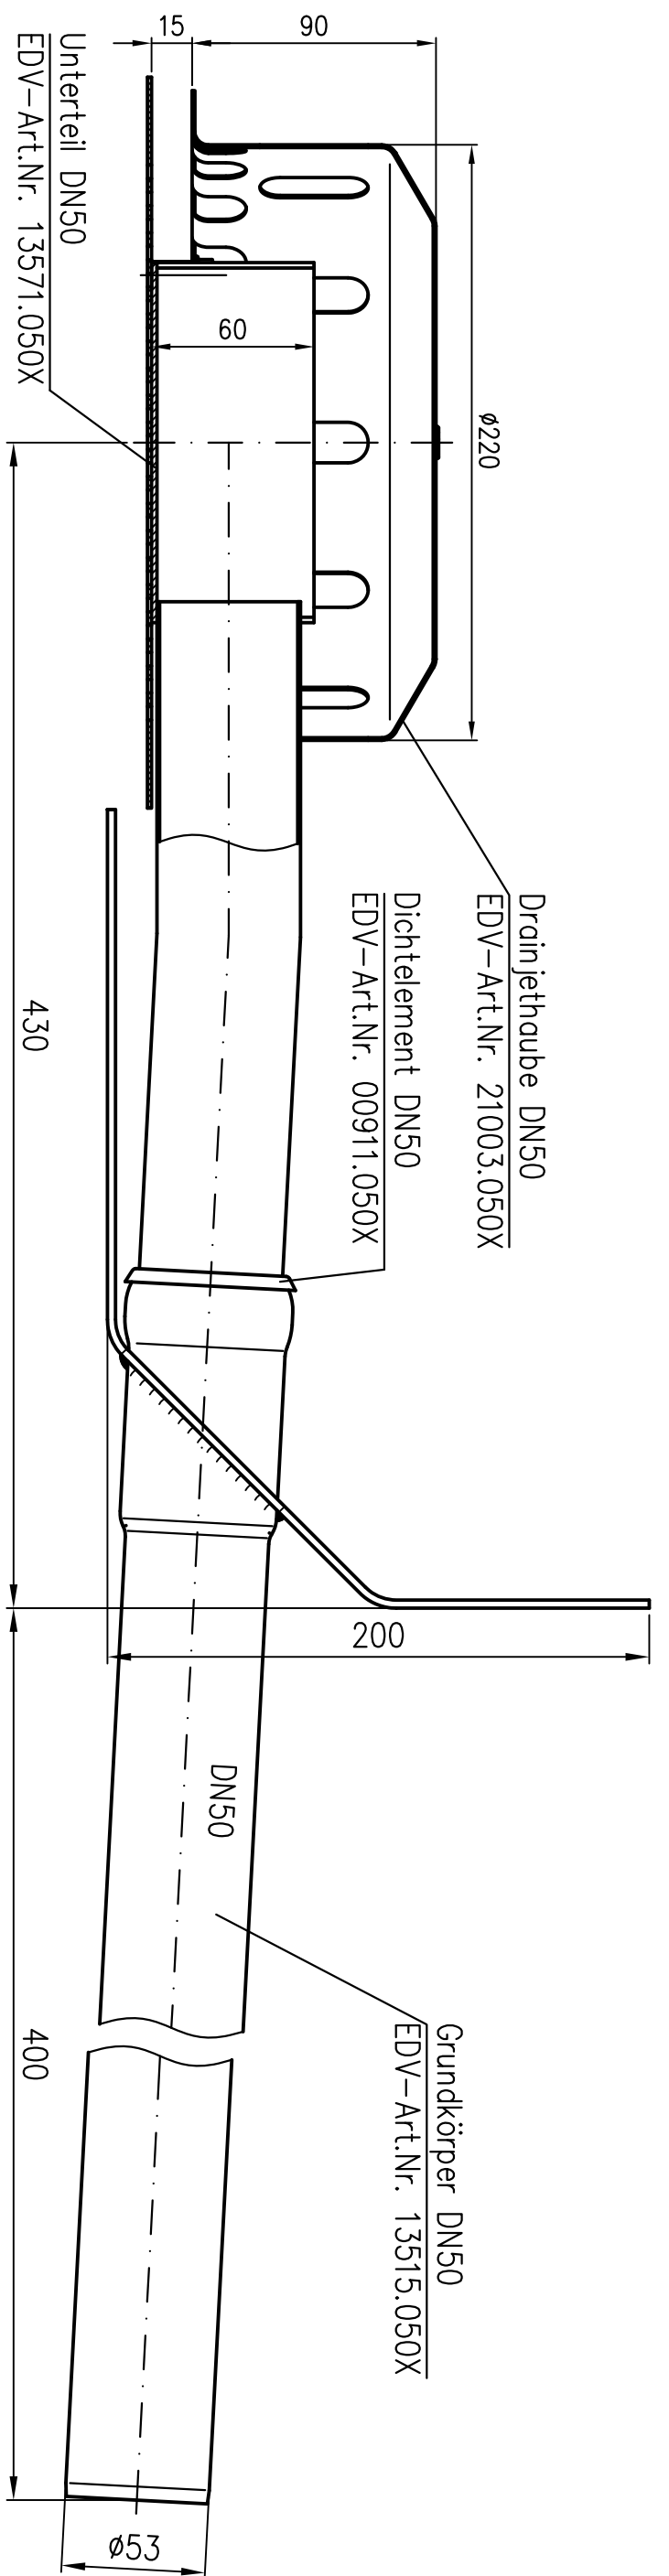 15
90
Unterteil DN50
EDV-Art.Nr. 13571.050X
60
ø220
Drainjethaube DN50
EDV-Art.Nr. 21003.050X
Dichtelement DN50
EDV-Art.Nr. 00911.050X
430
200
DN50
Grundkörper DN50
EDV-Art.Nr. 13515.050X
400
ø53